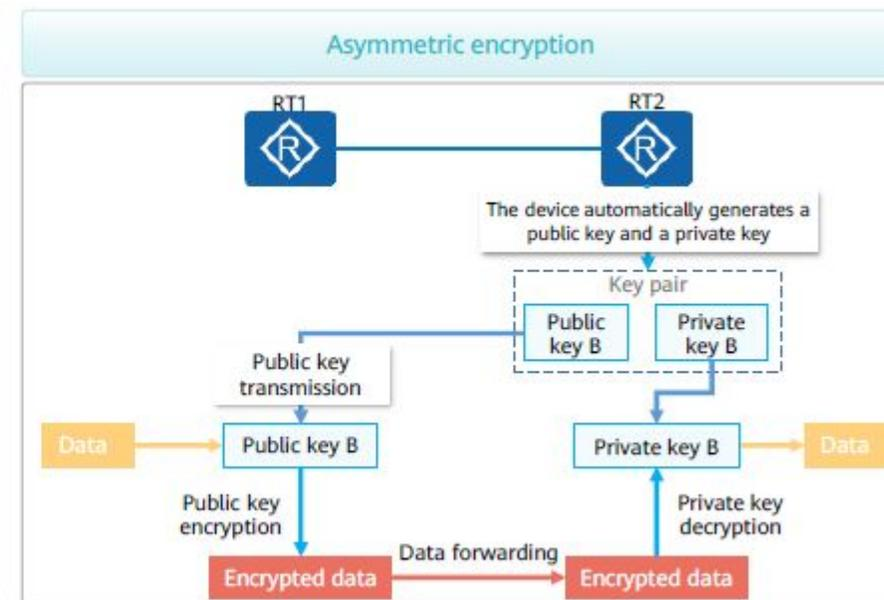 Asymmetric encryption
RT1
RT2
R
R
The device automatically generates a
public key and a private key
Key pair
Public
key B
Private
key B
Public key
transmission
Data
Public key B
Private key B
Data
Public key
encryption
Private key
decryption
Data forwarding
Encrypted data
Encrypted data